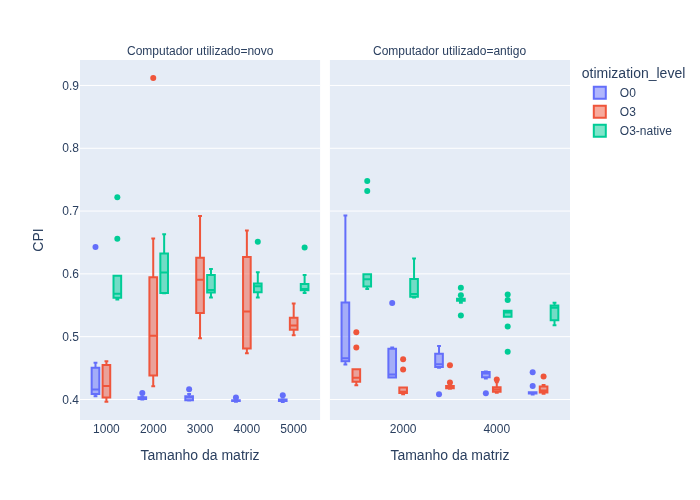 Computador utilizado=novo
Computador utilizado=antigo
otimization_level
O0
O3
O3-native
CPI
0.9
0.8
0.7
0.6
0.5
0.4
1000 2000 3000 4000 5000
2000 4000
Tamanho da matriz
Tamanho da matriz